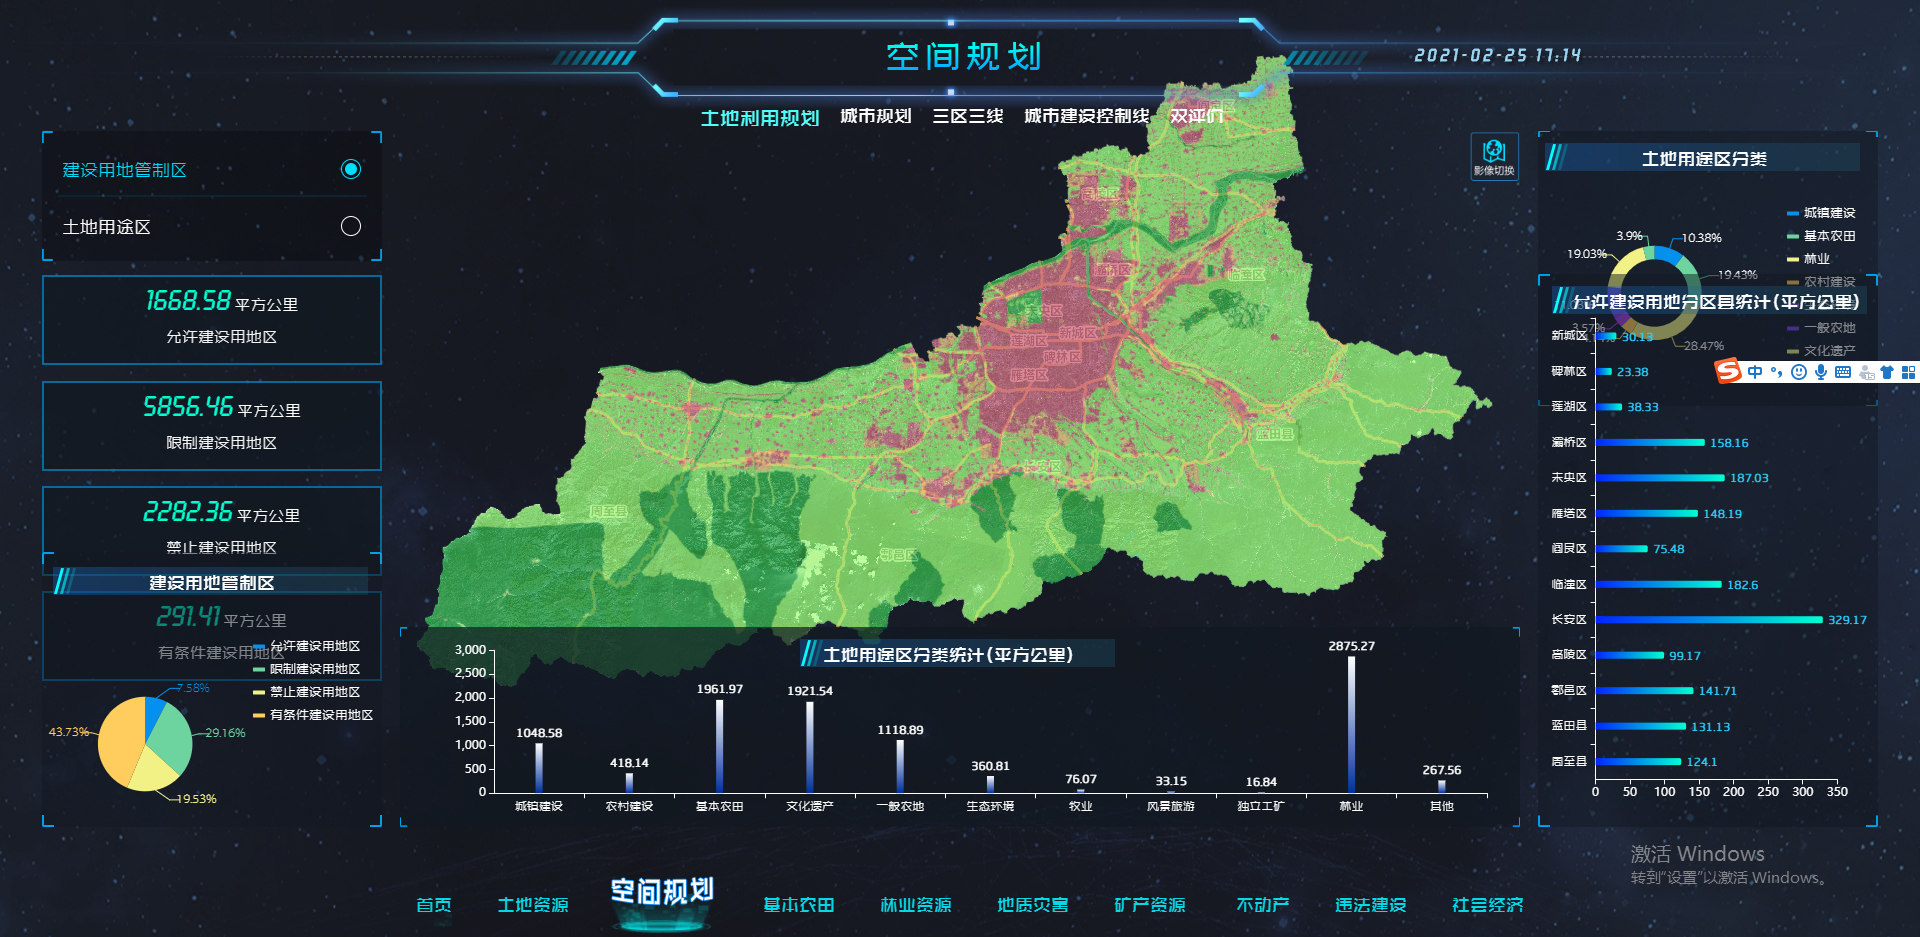 空间规划
2021-02-25 17:14
土地利用规划 城市规划 三区三线 城市建设控制线 双评价
影像切换
建设用地管制区
土地用途区
1668.58 平方公里
允许建设用地区
5856.46 平方公里
限制建设用地区
2282.36 平方公里
禁止建设用地区
建设用地管制区
291.41 平方公里
有条件建设用地区
允许建设用地区
限制建设用地区
禁止建设用地区
有条件建设用地区
7.58%
29.16%
19.53%
43.73%
高陵区
灞桥区
临潼区
未央区
新城区
莲湖区
碑林区
雁塔区
长安区
蓝田县
周至县
鄠邑区
土地用途区分类统计(平方公里)
3,000
2,500
2,000
1,500
1,000
500
0
1048.58
418.14
1961.97
1921.54
1118.89
360.81
76.07
33.15
16.84
2875.27
267.56
城镇建设 农村建设 基本农田 文化遗产 一般农地 生态环境 牧业 风景旅游 独立工矿 林业 其他
土地用途区分类
城镇建设
基本农田
林业
农村建设
一般农地
文化遗产
3.9%
10.38%
19.03%
19.43%
3.57%
28.47%
允许建设用地分区县统计(平方公里)
新城区 30.13
碑林区 23.38
莲湖区 38.33
灞桥区 158.16
未央区 187.03
雁塔区 148.19
阎良区 75.48
临潼区 182.6
长安区 329.17
高陵区 99.17
鄠邑区 141.71
蓝田县 131.13
周至县 124.1
0 50 100 150 200 250 300 350
中
激活 Windows
转到“设置”以激活 Windows。
首页 土地资源 空间规划 基本农田 林业资源 地质灾害 矿产资源 不动产 违法建设 社会经济